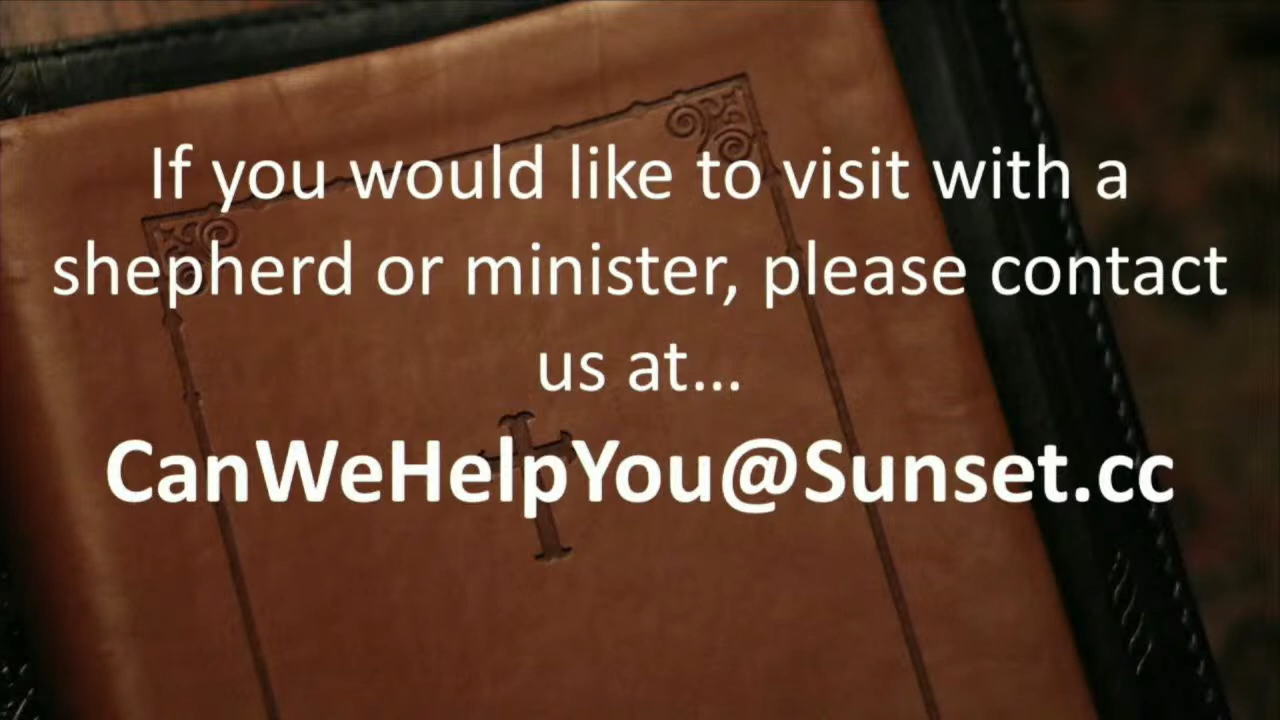 If you would like to visit with a
shepherd or minister, please contact
us at...
CanWeHelpYou@Sunset.cc